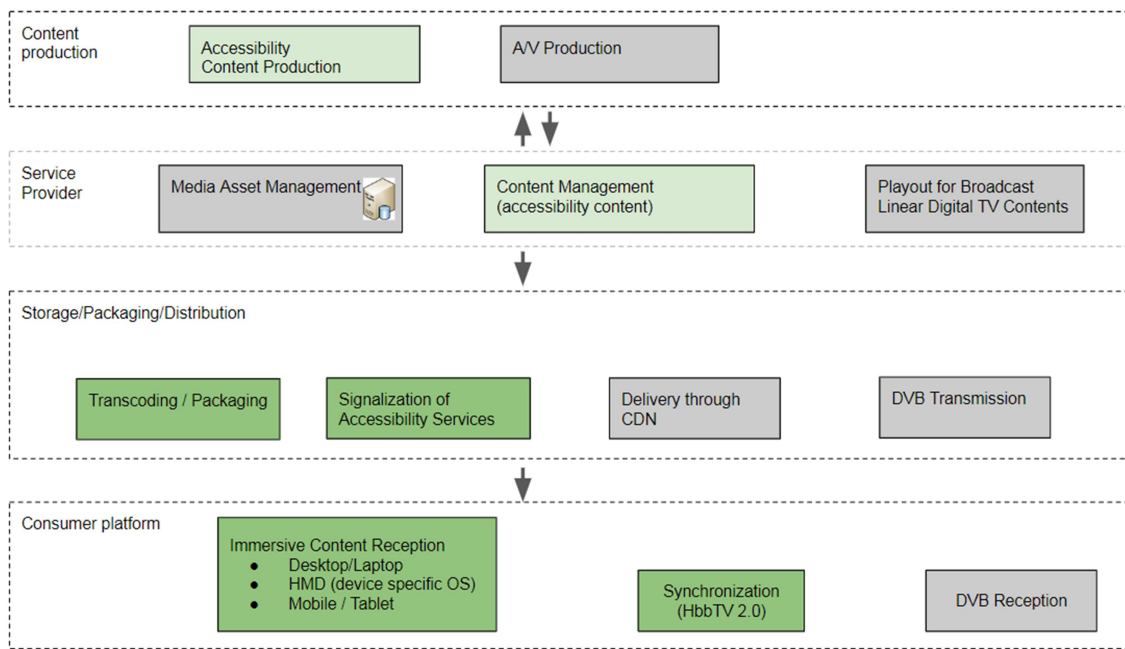 Content
production
Accessibility
Content Production
A/V Production
Service
Provider
Media Asset Management
Content Management
(accessibility content)
Playout for Broadcast
Linear Digital TV Contents
Storage/Packaging/Distribution
Transcoding / Packaging
Signalization of
Accessibility Services
Delivery through
CDN
DVB Transmission
Consumer platform
Immersive Content Reception
● Desktop/Laptop
● HMD (device specific OS)
● Mobile / Tablet
Synchronization
(HbbTV 2.0)
DVB Reception